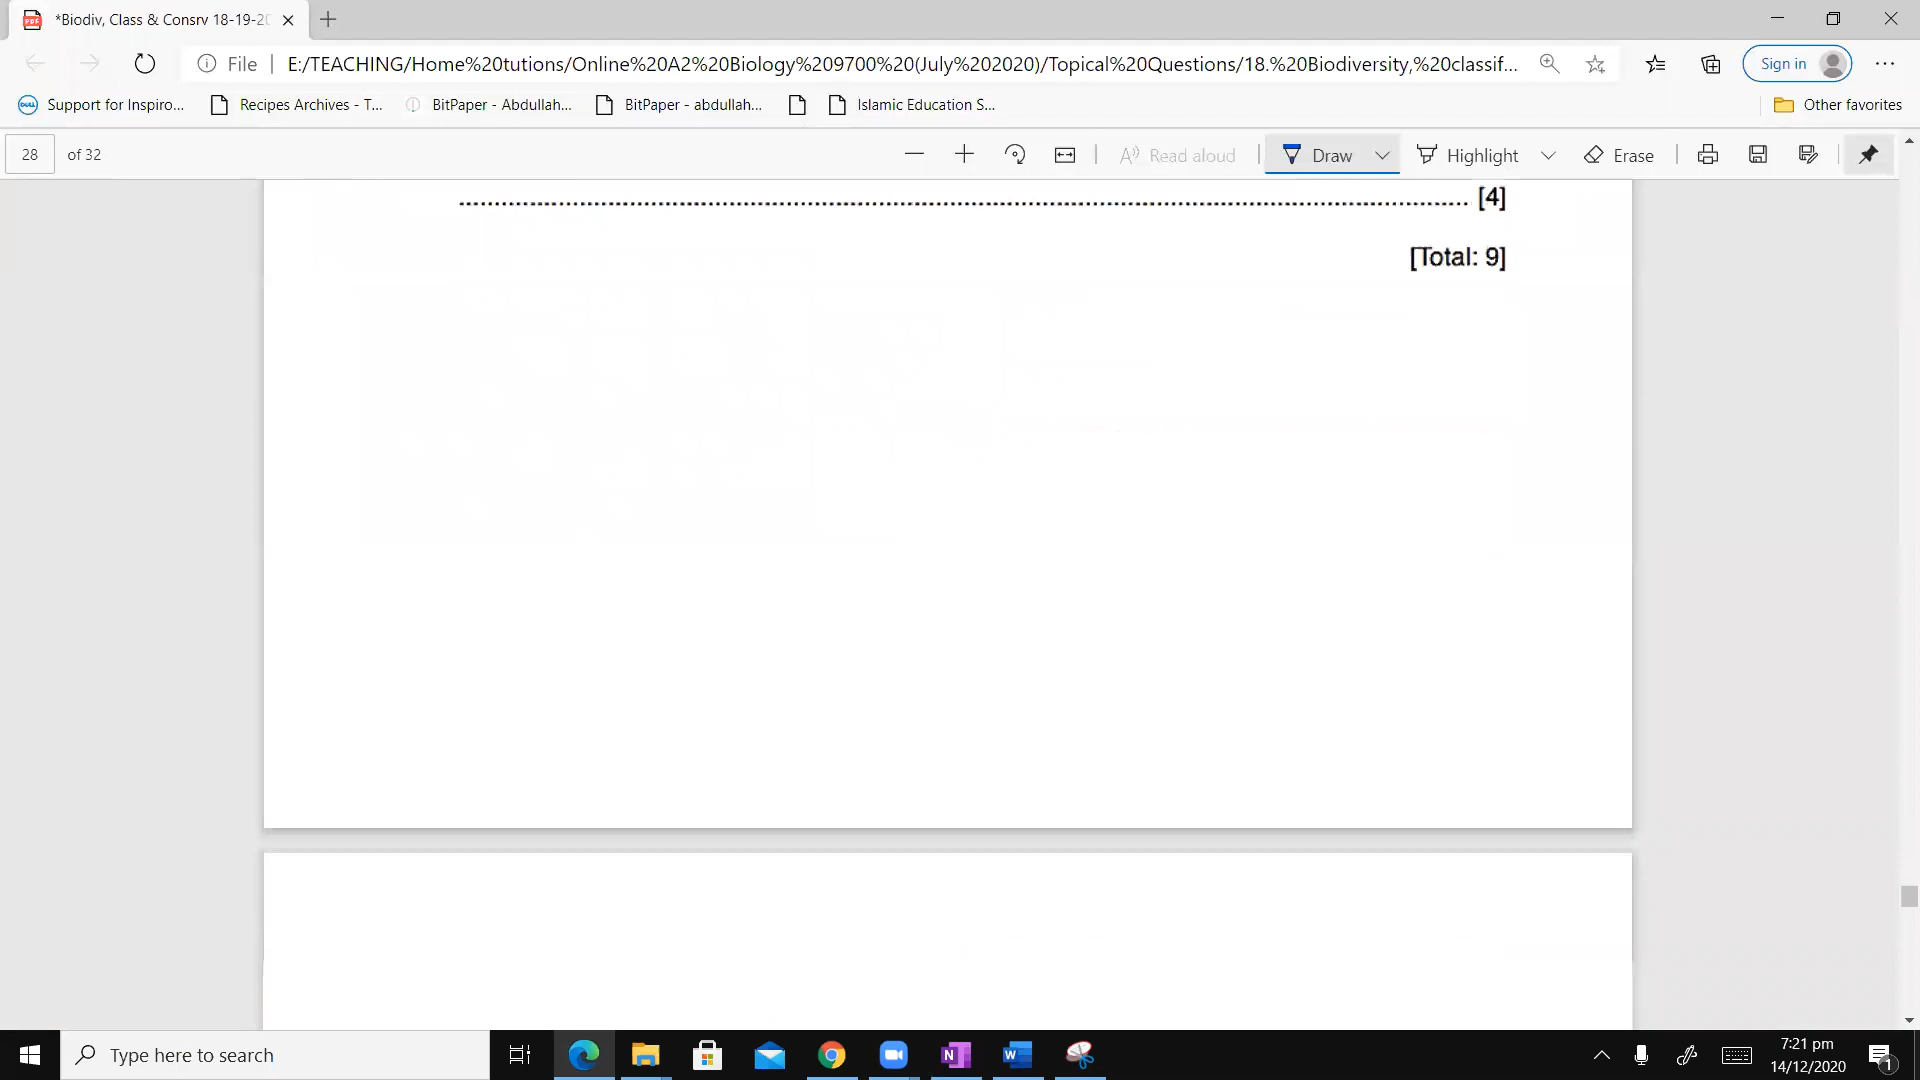 *Biodiv, Class & Consrv 18-19-20
File
E:/TEACHING/Home%20tutions/Online%20A2%20Biology%209700%20(July%202020)/Topical%20Questions/18.%20Biodiversity,%20classif...
Sign in
Support for Inspiro...
Recipes Archives - T...
BitPaper - Abdullah...
BitPaper - abdullah...
Islamic Education S...
Other favorites
28 of 32
Read aloud
Draw
Highlight
Erase
[4]
[Total: 9]
Type here to search
7:21 pm
14/12/2020
1